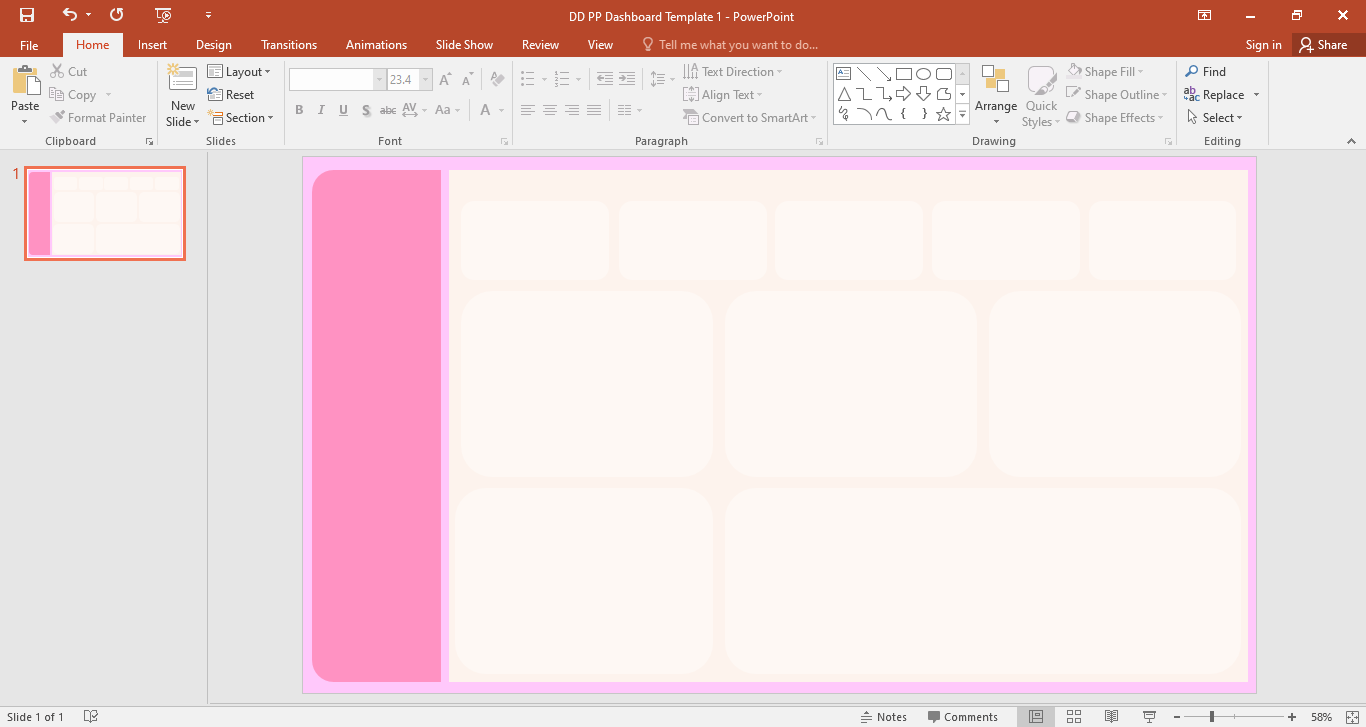 DD PP Dashboard Template 1 - PowerPoint
File Home Insert Design Transitions Animations Slide Show Review View Tell me what you want to do... Sign in Share
Paste
Cut
Copy
Format Painter
Clipboard
New
Slide
Layout
Reset
Section
Slides
23.4
B I U S abc AV Aa A
Font
Text Direction
Align Text
Convert to SmartArt
Paragraph
Arrange
Quick
Styles
Shape Fill
Shape Outline
Shape Effects
Drawing
Find
Replace
Select
Editing
1
Slide 1 of 1 Notes Comments 58%